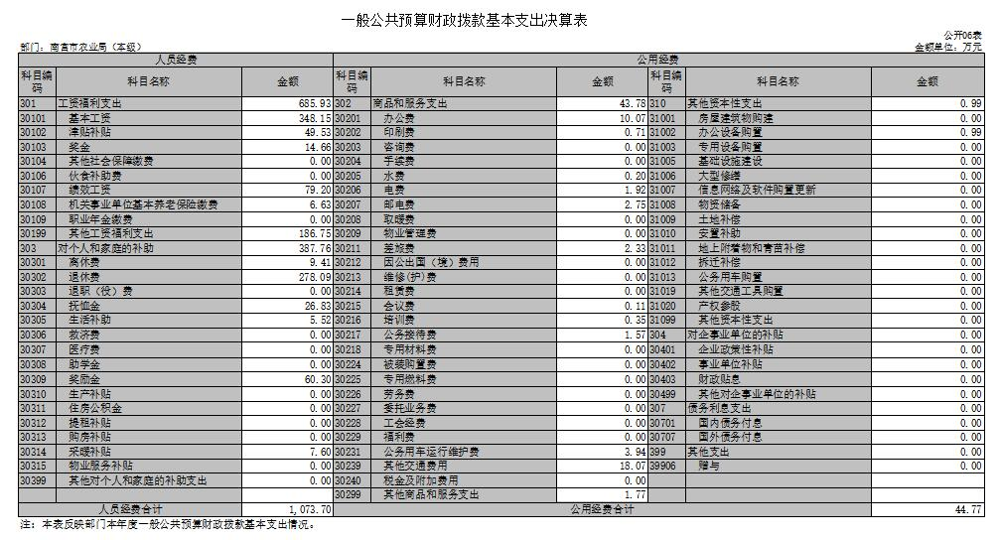 一般公共预算财政拨款基本支出决算表
公开06表
部门：南宫市农业局（本级） 金额单位：万元
人员经费 公用经费
科目编码 科目名称 金额 科目编码 科目名称 金额 科目编码 科目名称 金额
301 工资福利支出 685.93 302 商品和服务支出 43.78 310 其他资本性支出 0.99
30101 基本工资 348.15 30201 办公费 10.07 31001 房屋建筑物购建 0.00
30102 津贴补贴 49.53 30202 印刷费 0.71 31002 办公设备购置 0.99
30103 奖金 14.66 30203 咨询费 0.00 31003 专用设备购置 0.00
30104 其他社会保障缴费 0.00 30204 手续费 0.00 31005 基础设施建设 0.00
30106 伙食补助费 0.00 30205 水费 0.20 31006 大型修缮 0.00
30107 绩效工资 79.20 30206 电费 1.92 31007 信息网络及软件购置更新 0.00
30108 机关事业单位基本养老保险缴费 6.63 30207 邮电费 2.75 31008 物资储备 0.00
30109 职业年金缴费 0.00 30208 取暖费 0.00 31009 土地补偿 0.00
30199 其他工资福利支出 186.75 30209 物业管理费 0.00 31010 安置补助 0.00
303 对个人和家庭的补助 387.76 30211 差旅费 2.33 31011 地上附着物和青苗补偿 0.00
30301 离休费 9.41 30212 因公出国（境）费用 0.00 31012 拆迁补偿 0.00
30302 退休费 278.09 30213 维修(护)费 0.00 31013 公务用车购置 0.00
30303 退职（役）费 0.00 30214 租赁费 0.00 31019 其他交通工具购置 0.00
30304 抚恤金 26.83 30215 会议费 0.11 31020 产权参股 0.00
30305 生活补助 5.52 30216 培训费 0.35 31099 其他资本性支出 0.00
30306 救济费 0.00 30217 公务接待费 1.57 304 对企事业单位的补贴 0.00
30307 医疗费 0.00 30218 专用材料费 0.00 30401 企业政策性补贴 0.00
30308 助学金 0.00 30224 被装购置费 0.00 30402 事业单位补贴 0.00
30309 奖励金 60.30 30225 专用燃料费 0.00 30403 财政贴息 0.00
30310 生产补贴 0.00 30226 劳务费 0.00 30499 其他对企事业单位的补贴 0.00
30311 住房公积金 0.00 30227 委托业务费 0.00 307 债务利息支出 0.00
30312 提租补贴 0.00 30228 工会经费 0.00 30701 国内债务付息 0.00
30313 购房补贴 0.00 30229 福利费 0.00 30707 国外债务付息 0.00
30314 采暖补贴 7.60 30231 公务用车运行维护费 3.94 399 其他支出 0.00
30315 物业服务补贴 0.00 30239 其他交通费用 18.07 39906 赠与 0.00
30399 其他对个人和家庭的补助支出 0.00 30240 税金及附加费用 0.00
30299 其他商品和服务支出 1.77
人员经费合计 1,073.70 公用经费合计 44.77
注：本表反映部门本年度一般公共预算财政拨款基本支出情况。